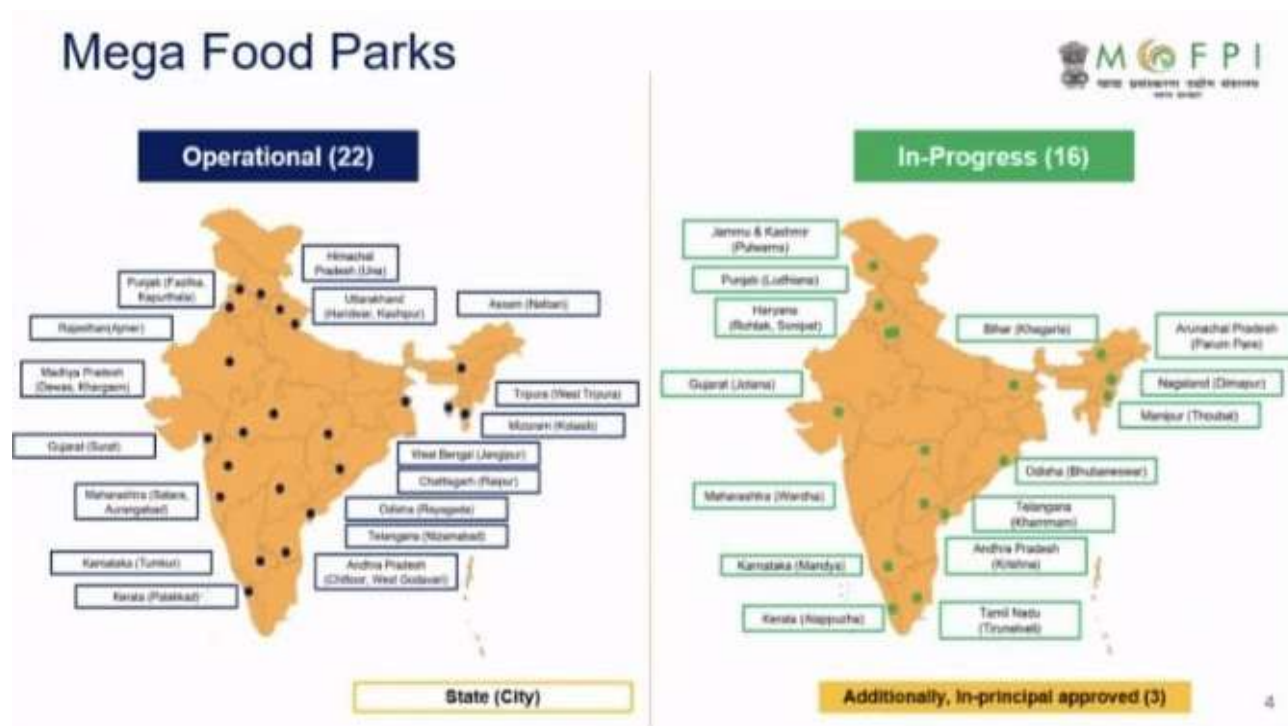 Mega Food Parks
M FPI
Operational (22)
In-Progress (16)
Himachal
Pradesh (Una)
Punjab (Fazilka,
Kapurthala)
Uttarakhand
(Haridwar, Kashipur)
Assam (Nalbari)
Rajasthan(Ajmer)
Madhya Pradesh
(Dewas, Khargaon)
Tripura (West Tripura)
Mizoram (Kolasib)
Gujarat (Surat)
West Bengal (Jangipur)
Chattisgarh (Raipur)
Maharashtra (Satara,
Aurangabad)
Odisha (Rayagada)
Telangana (Nizamabad)
Karnataka (Tumkur)
Andhra Pradesh
(Chittoor, West Godavari)
Kerala (Palakkad)
State (City)
Jammu & Kashmir
(Pulwama)
Punjab (Ludhiana)
Haryana
(Rohtak, Sonipat)
Bihar (Khagaria)
Arunachal Pradesh
(Papum Pare)
Gujarat
Nagaland (Dimapur)
Manipur (Thoubal)
Odisha (Bhubaneswar)
Maharashtra (Wardha)
Telangana
(Khammam)
Andhra Pradesh
(Krishna)
Karnataka (Mandya)
Kerala (Alappuzha)
Tamil Nadu
(Tirunelveli)
Additionally, In-principal approved (3)
4